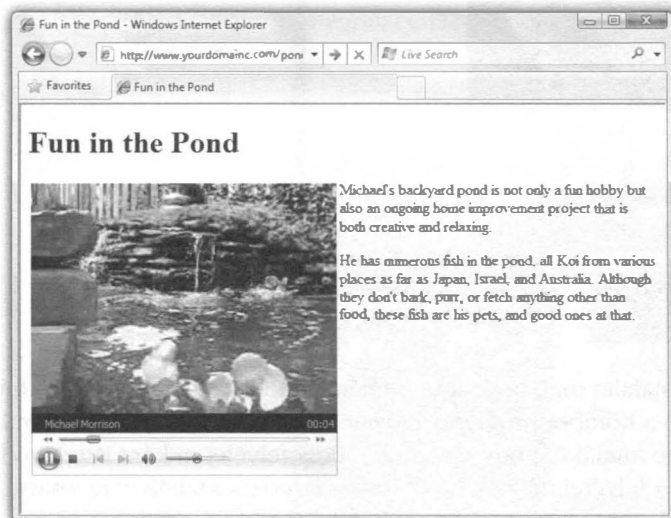 Fun in the Pond - Windows Internet Explorer
http://www.yourdomainc.com/pon
Live Search
Favorites
Fun in the Pond
Fun in the Pond
Michael's backyard pond is not only a fun hobby but
also an ongoing home improvement project that is
both creative and relaxing.
He has numerous fish in the pond, all Koi from various
places as far as Japan, Israel, and Australia. Although
they don't bark, purr, or fetch anything other than
food, these fish are his pets, and good ones at that.
Michael Morrison
00:04